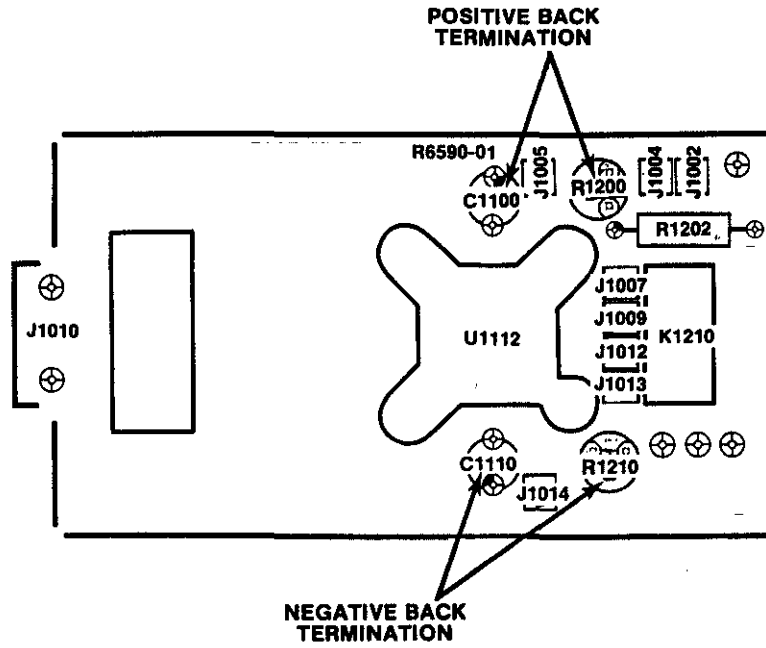 POSITIVE BACK
TERMINATION
R6590-01
J1005
J1004
J1002
C1100
R1200
R1202
J1007
J1010
J1009
U1112
K1210
J1012
J1013
C1110
R1210
J1014
NEGATIVE BACK
TERMINATION